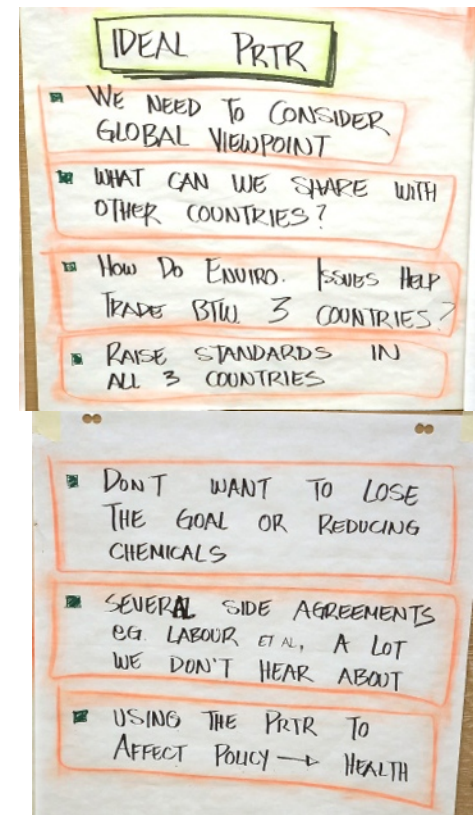 IDEAL PRTR
WE NEED TO CONSIDER
GLOBAL VIEWPOINT
WHAT CAN WE SHARE WITH
OTHER COUNTRIES?
HOW DO ENVIRO. ISSUES HELP
TRADE BTW. 3 COUNTRIES?
RAISE STANDARDS IN
ALL 3 COUNTRIES
DON'T WANT TO LOSE
THE GOAL OR REDUCING
CHEMICALS
SEVERAL SIDE AGREEMENTS
eG. LABOUR ET AL, A LOT
WE DON'T HEAR ABOUT
USING THE PRTR TO
AFFECT POLICY → HEALTH